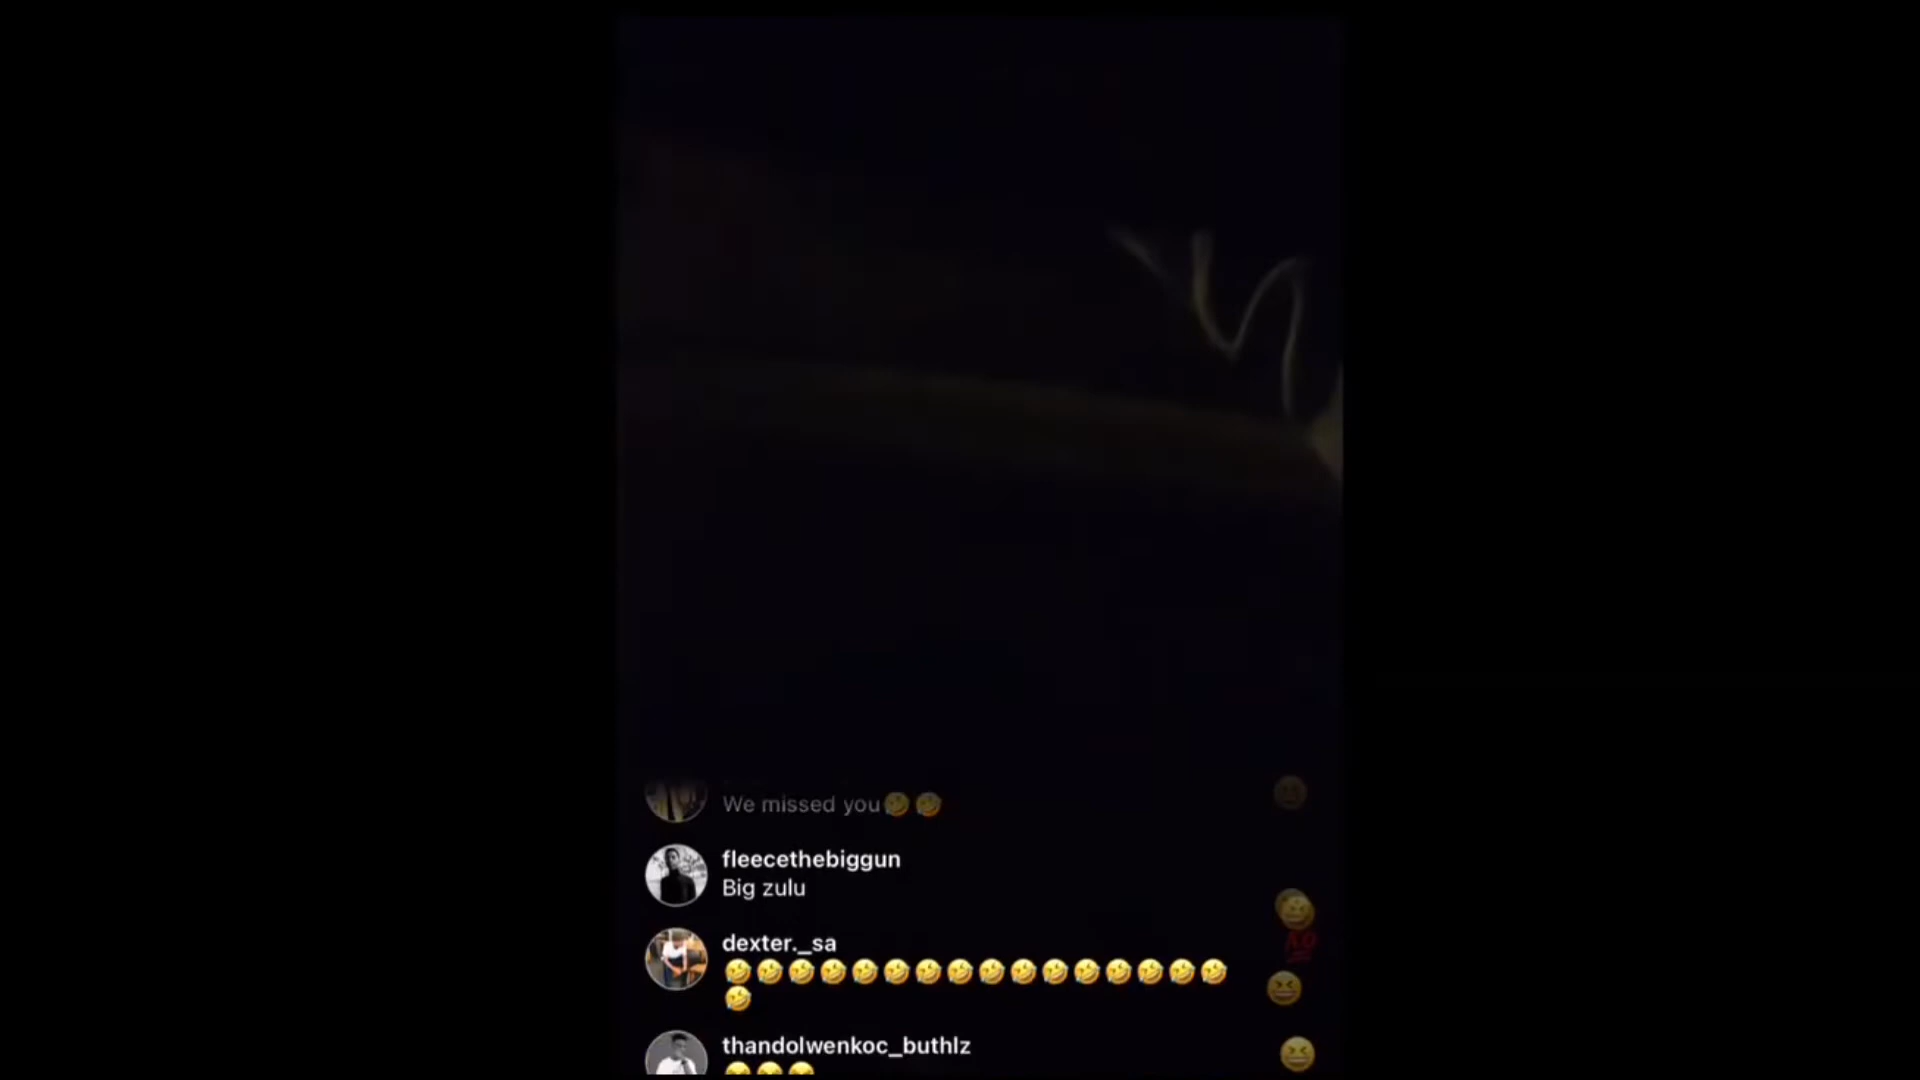 We missed you🤣🤣
fleecethebiggun
Big zulu
dexter._sa
🤣🤣🤣🤣🤣🤣🤣🤣🤣🤣🤣🤣🤣🤣🤣🤣
🤣
thandolwenkoc_buthlz